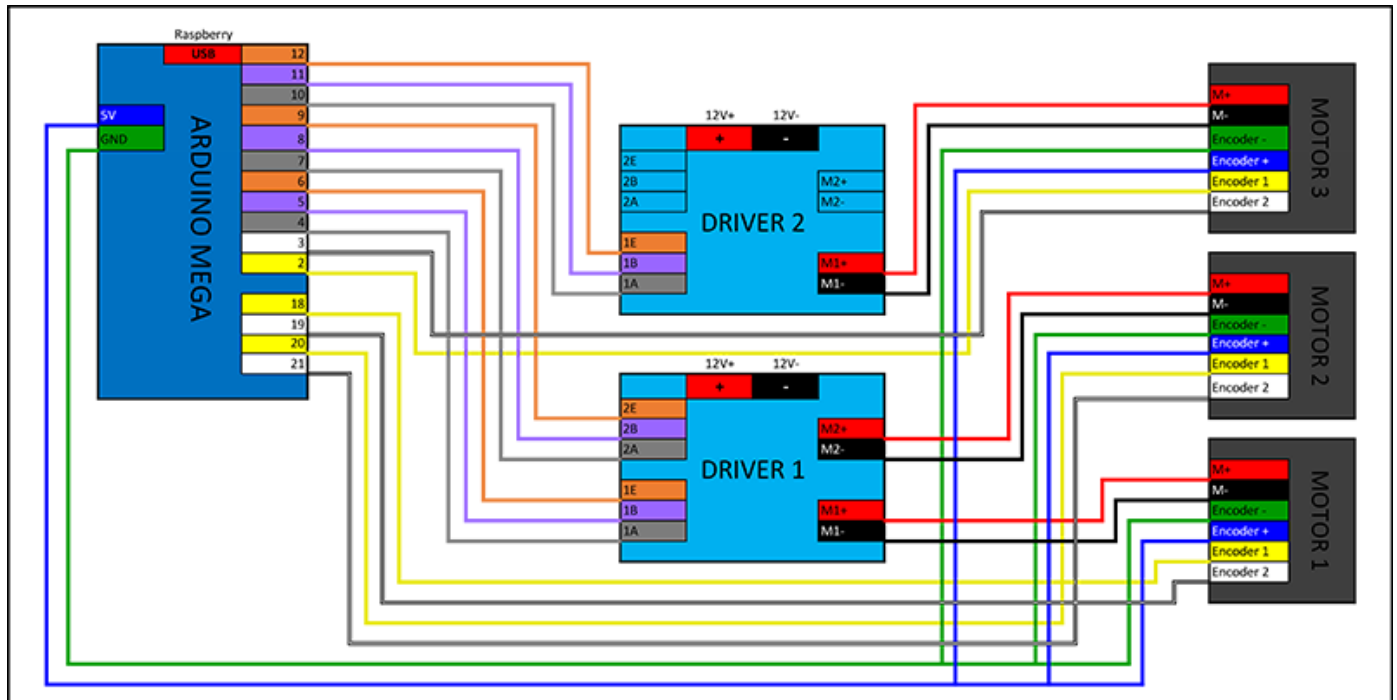 Raspberry
USB
12
11
10
9
8
7
6
5
4
3
2
18
19
20
21
5V
GND
ARDUINO MEGA
12V+ 12V-
+ -
2E
2B
2A
1E
1B
1A
M2+
M2-
M1+
M1-
DRIVER 2
12V+ 12V-
+ -
2E
2B
2A
1E
1B
1A
M2+
M2-
M1+
M1-
DRIVER 1
M+
M-
Encoder -
Encoder +
Encoder 1
Encoder 2
MOTOR 3
M+
M-
Encoder -
Encoder +
Encoder 1
Encoder 2
MOTOR 2
M+
M-
Encoder -
Encoder +
Encoder 1
Encoder 2
MOTOR 1